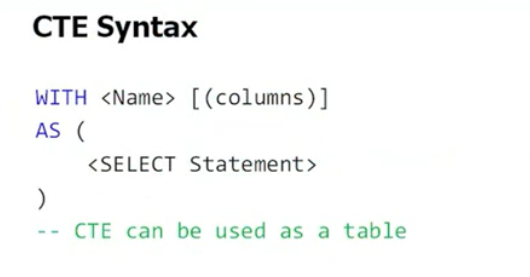 CTE Syntax
WITH <Name> [(columns)]
AS (
    <SELECT Statement>
)
-- CTE can be used as a table